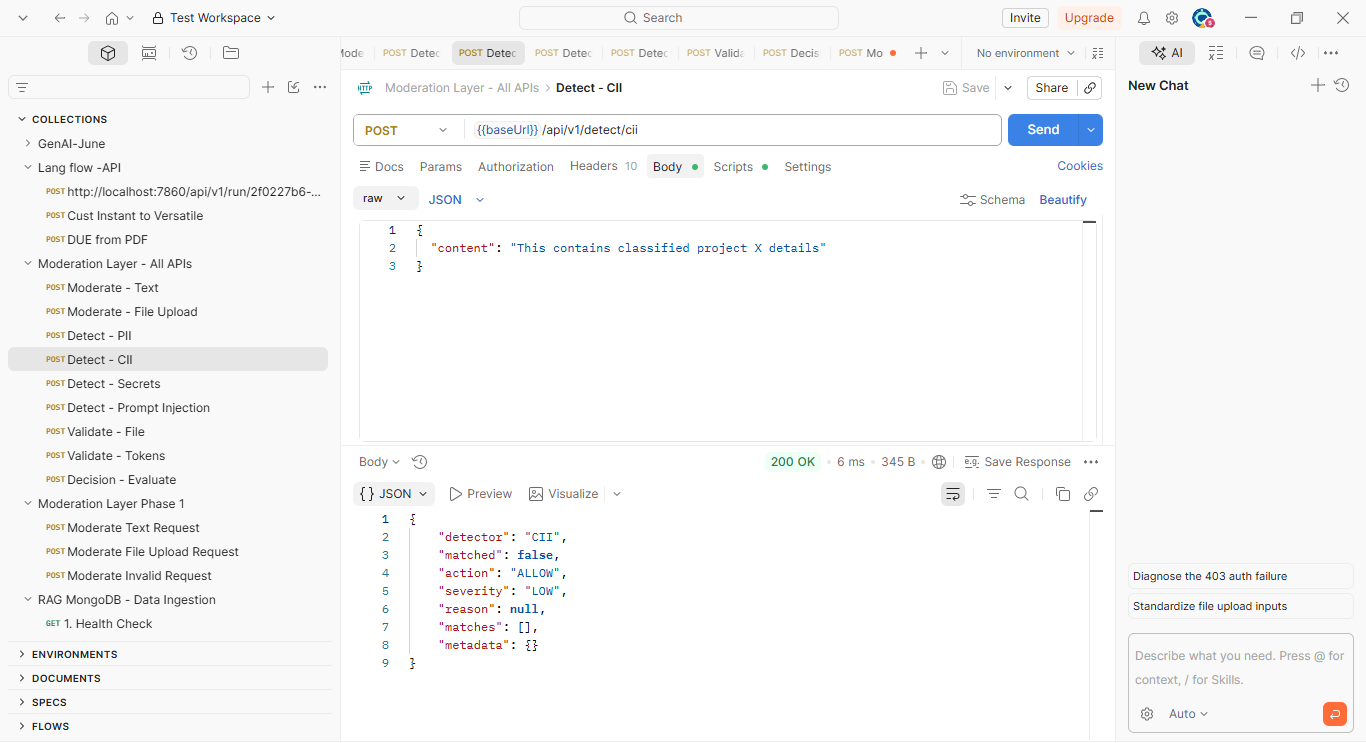 Test Workspace
Search
Invite
Upgrade
Mode
POST Detec
POST Detec
POST Detec
POST Detec
POST Valida
POST Decis
POST Mo
No environment
AI
COLLECTIONS
GenAI-June
Lang flow -API
POST http://localhost:7860/api/v1/run/2f0227b6-...
POST Cust Instant to Versatile
POST DUE from PDF
Moderation Layer - All APIs
POST Moderate - Text
POST Moderate - File Upload
POST Detect - PII
POST Detect - CII
POST Detect - Secrets
POST Detect - Prompt Injection
POST Validate - File
POST Validate - Tokens
POST Decision - Evaluate
Moderation Layer Phase 1
POST Moderate Text Request
POST Moderate File Upload Request
POST Moderate Invalid Request
RAG MongoDB - Data Ingestion
GET 1. Health Check
ENVIRONMENTS
DOCUMENTS
SPECS
FLOWS
HTTP Moderation Layer - All APIs > Detect - CII
Save
Share
POST
{{baseUrl}}/api/v1/detect/cii
Send
Docs Params Authorization Headers 10 Body Scripts Settings
Cookies
raw JSON
Schema Beautify
1 {
2 "content": "This contains classified project X details"
3 }
Body
200 OK • 6 ms • 345 B
e.g. Save Response
{} JSON Preview Visualize
1 {
2 "detector": "CII",
3 "matched": false,
4 "action": "ALLOW",
5 "severity": "LOW",
6 "reason": null,
7 "matches": [],
8 "metadata": {}
9 }
New Chat
Diagnose the 403 auth failure
Standardize file upload inputs
Describe what you need. Press @ for
context, / for Skills.
Auto